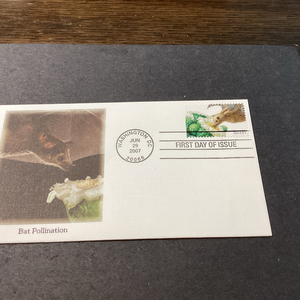 WASHINGTON, DC
JUN
29
2007
20066
FIRST DAY OF ISSUE
Bat Pollination